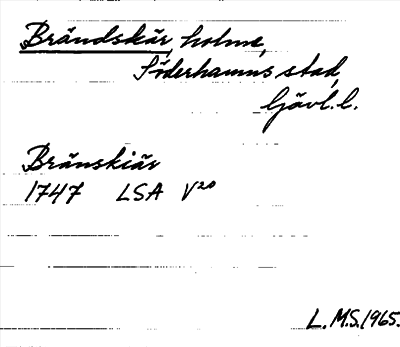 Brändskär, holme,
Söderhamns stad,
Gävl. l.
Bränskiär
1747 LSA V20
L. M.S. 1965.